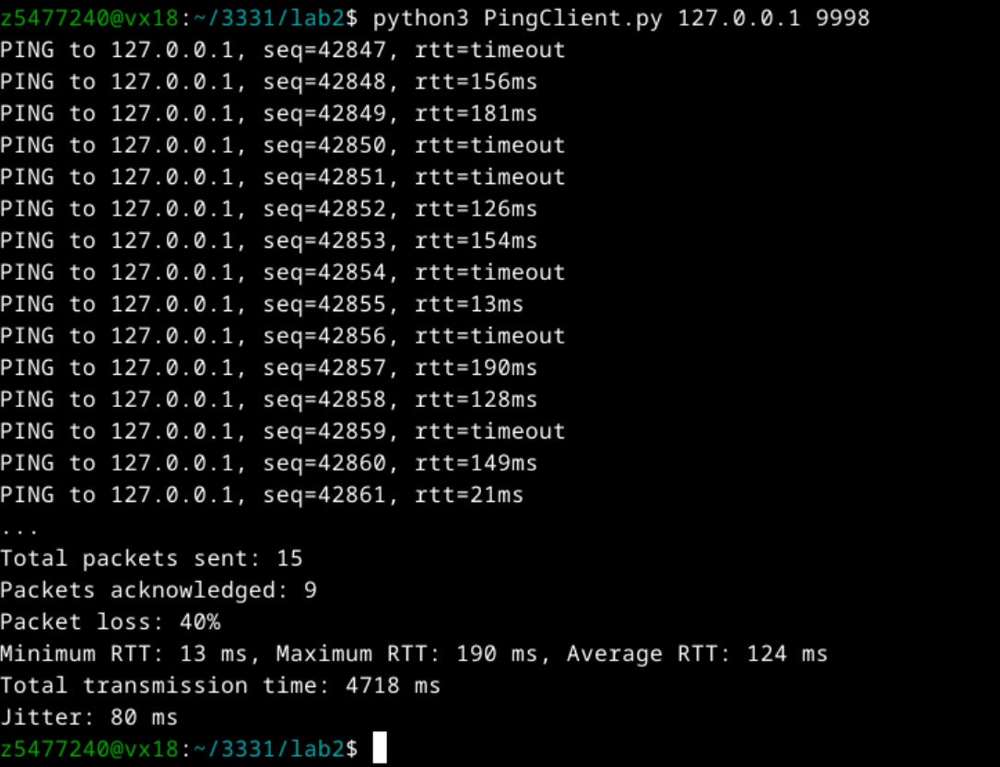 z5477240@vx18:~/3331/lab2$ python3 PingClient.py 127.0.0.1 9998
PING to 127.0.0.1, seq=42847, rtt=timeout
PING to 127.0.0.1, seq=42848, rtt=156ms
PING to 127.0.0.1, seq=42849, rtt=181ms
PING to 127.0.0.1, seq=42850, rtt=timeout
PING to 127.0.0.1, seq=42851, rtt=timeout
PING to 127.0.0.1, seq=42852, rtt=126ms
PING to 127.0.0.1, seq=42853, rtt=154ms
PING to 127.0.0.1, seq=42854, rtt=timeout
PING to 127.0.0.1, seq=42855, rtt=13ms
PING to 127.0.0.1, seq=42856, rtt=timeout
PING to 127.0.0.1, seq=42857, rtt=190ms
PING to 127.0.0.1, seq=42858, rtt=128ms
PING to 127.0.0.1, seq=42859, rtt=timeout
PING to 127.0.0.1, seq=42860, rtt=149ms
PING to 127.0.0.1, seq=42861, rtt=21ms
...
Total packets sent: 15
Packets acknowledged: 9
Packet loss: 40%
Minimum RTT: 13 ms, Maximum RTT: 190 ms, Average RTT: 124 ms
Total transmission time: 4718 ms
Jitter: 80 ms
z5477240@vx18:~/3331/lab2$